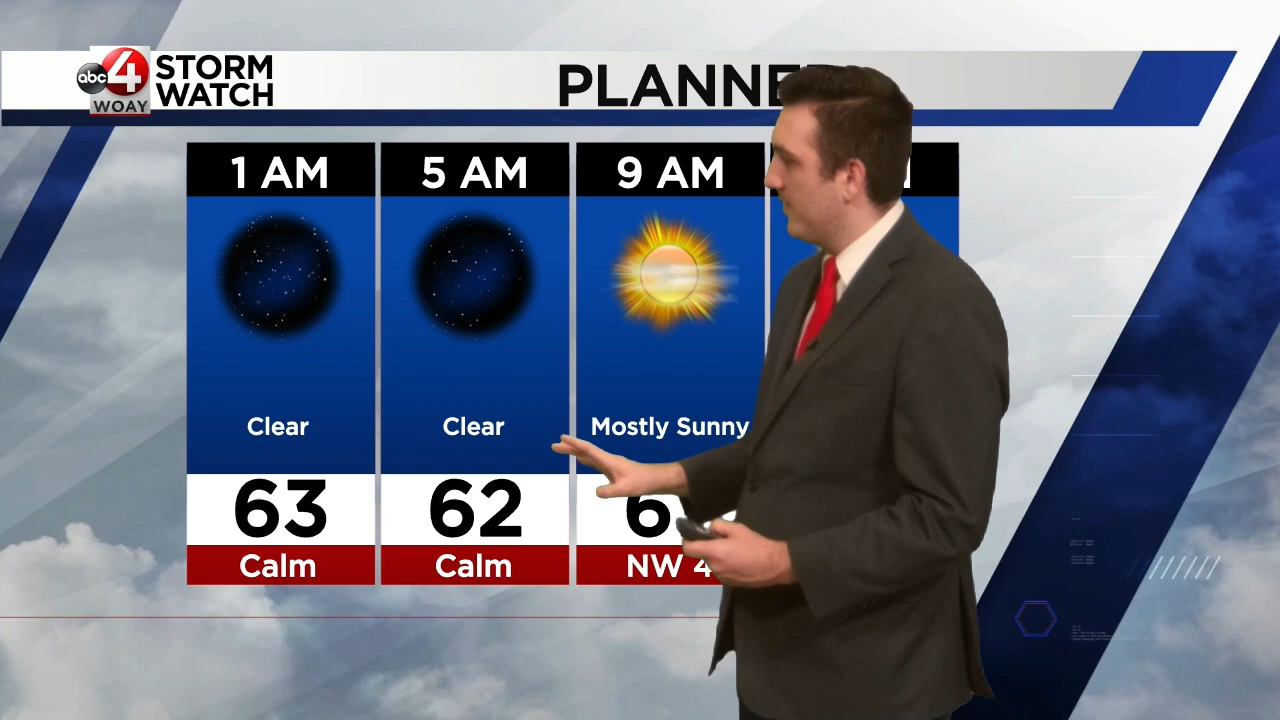 abc 4
WOAY
STORM
WATCH
PLANNE
1 AM
5 AM
9 AM
Clear
Clear
Mostly Sunny
63
62
6
Calm
Calm
NW 4